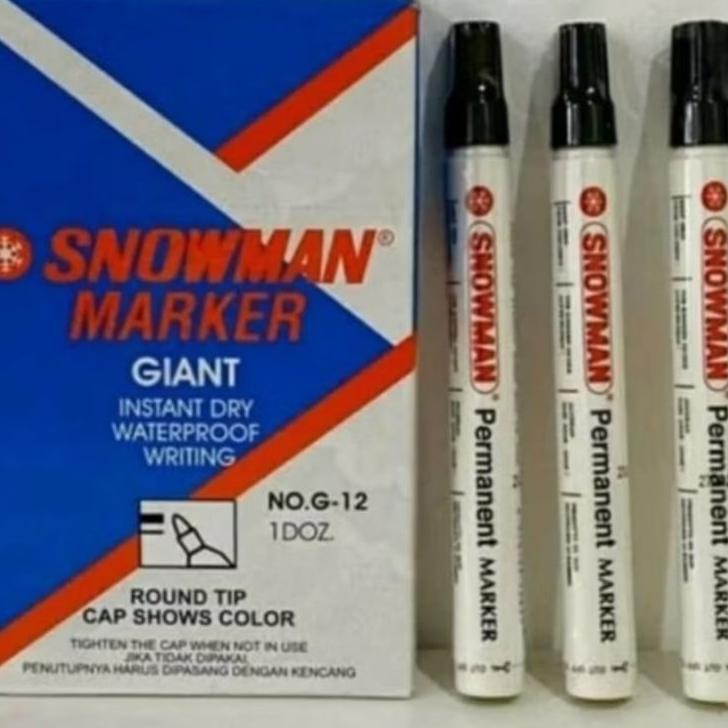 SNOWMAN®
MARKER
GIANT
INSTANT DRY
WATERPROOF
WRITING
NO.G-12
1DOZ.
ROUND TIP
CAP SHOWS COLOR
TIGHTEN THE CAP WHEN NOT IN USE
JIKA TIDAK DIPAKAI,
PENUTUPNYA HARUS DIPASANG DENGAN KENCANG
SNOWMAN® Permanent MARKER
SNOWMAN® Permanent MARKER
SNOWMAN Permanent MARKER